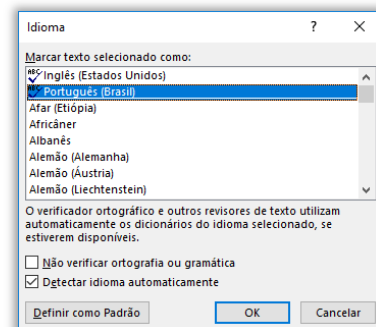 Idioma ? ×
Marcar texto selecionado como:
Inglês (Estados Unidos)
Português (Brasil)
Afar (Etiópia)
Africâner
Albanês
Alemão (Alemanha)
Alemão (Áustria)
Alemão (Liechtenstein)
O verificador ortográfico e outros revisores de texto utilizam
automaticamente os dicionários do idioma selecionado, se
estiverem disponíveis.
Não verificar ortografia ou gramática
Detectar idioma automaticamente
Definir como Padrão OK Cancelar